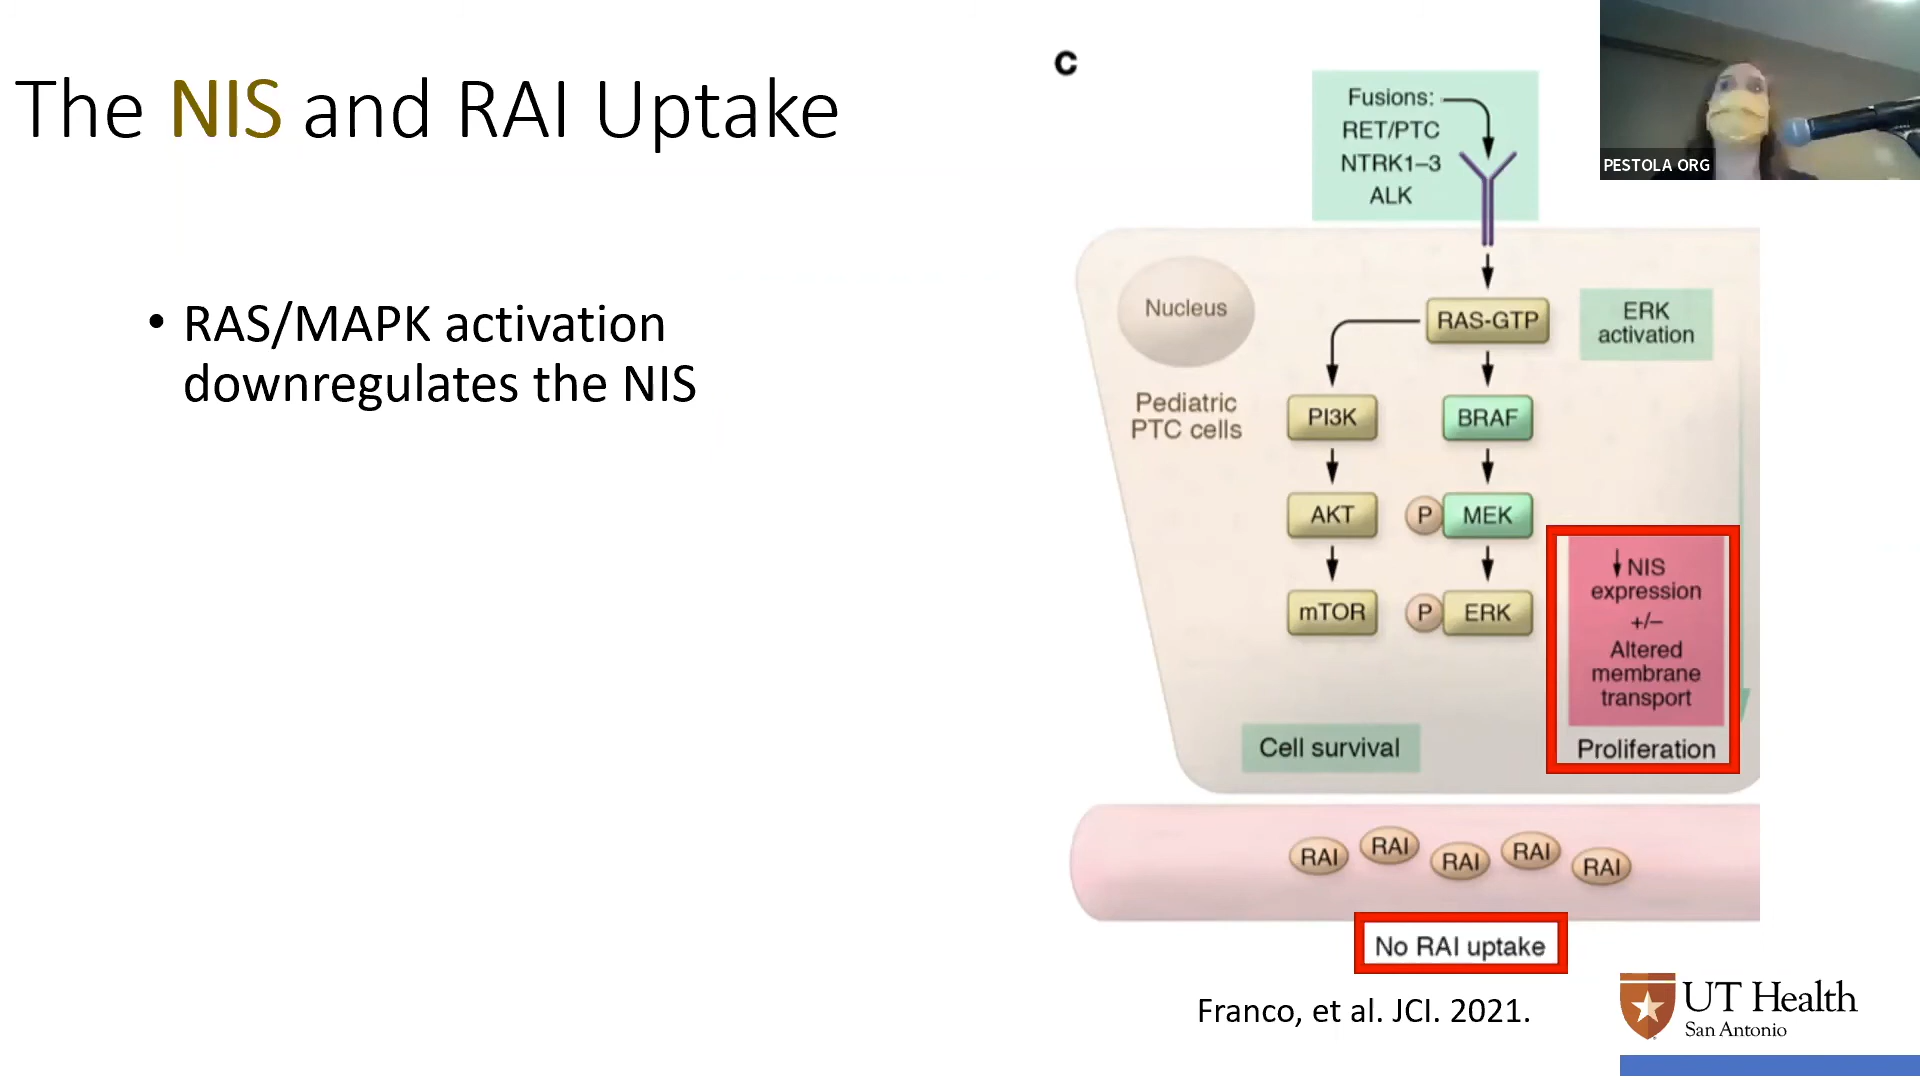 The NIS and RAI Uptake
• RAS/MAPK activation
downregulates the NIS
C
Fusions:
RET/PTC
NTRK1–3
ALK
Nucleus
Pediatric
PTC cells
RAS-GTP
ERK
activation
PI3K
BRAF
AKT
P
MEK
mTOR
P
ERK
↓NIS
expression
+/–
Altered
membrane
transport
Cell survival
Proliferation
RAI
RAI
RAI
RAI
RAI
No RAI uptake
Franco, et al. JCI. 2021.
PESTOLA ORG
UT Health
San Antonio